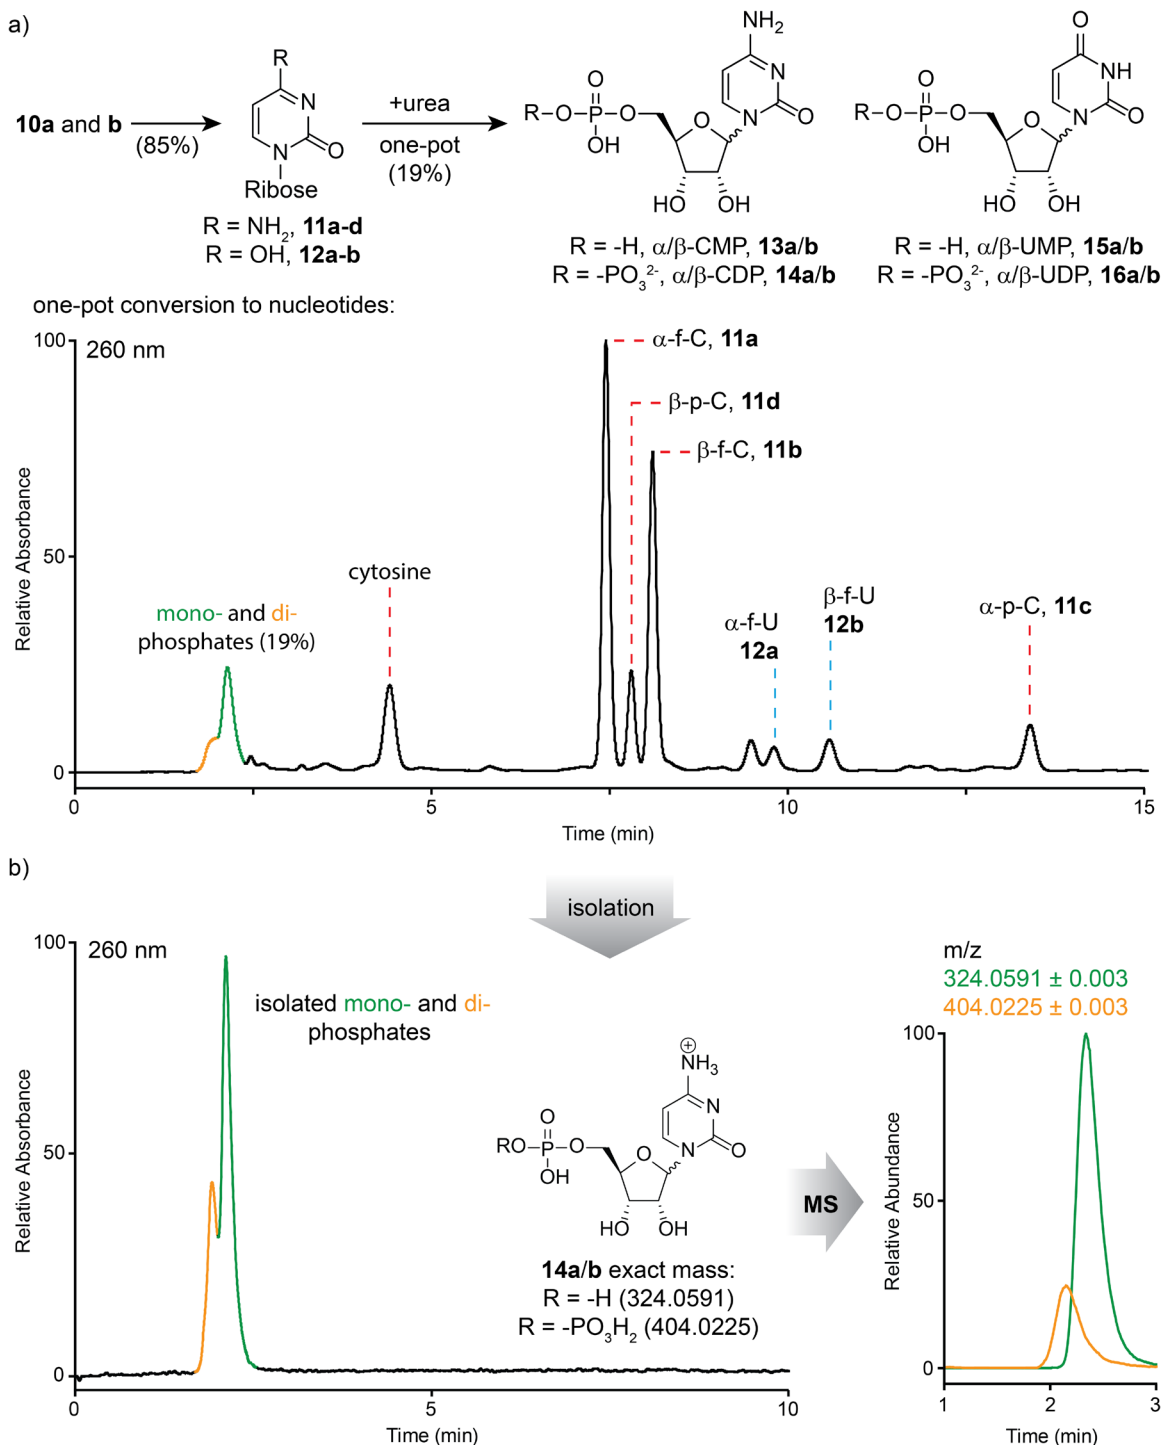 a)
10a and b
(85%)
R
N
N
O
Ribose
R = NH2, 11a-d
R = OH, 12a-b
+urea
one-pot
(19%)
NH2
N
N
O
O
R-O-P-O
OH
O
HO OH
R = -H, α/β-CMP, 13a/b
R = -PO3 2-, α/β-CDP, 14a/b
O
NH
N
O
O
R-O-P-O
OH
O
HO OH
R = -H, α/β-UMP, 15a/b
R = -PO3 2-, α/β-UDP, 16a/b
one-pot conversion to nucleotides:
100
260 nm
50
0
Relative Absorbance
mono- and di-
phosphates (19%)
cytosine
α-f-C, 11a
β-p-C, 11d
β-f-C, 11b
α-f-U
12a
β-f-U
12b
α-p-C, 11c
0 5 10 15
Time (min)
b)
isolation
100
260 nm
50
0
Relative Absorbance
isolated mono- and di-
phosphates
0 5 10
Time (min)
+
NH3
N
N
O
O
RO-P-O
OH
O
HO OH
14a/b exact mass:
R = -H (324.0591)
R = -PO3H2 (404.0225)
MS
m/z
324.0591 ± 0.003
404.0225 ± 0.003
100
50
0
Relative Abundance
1 2 3
Time (min)